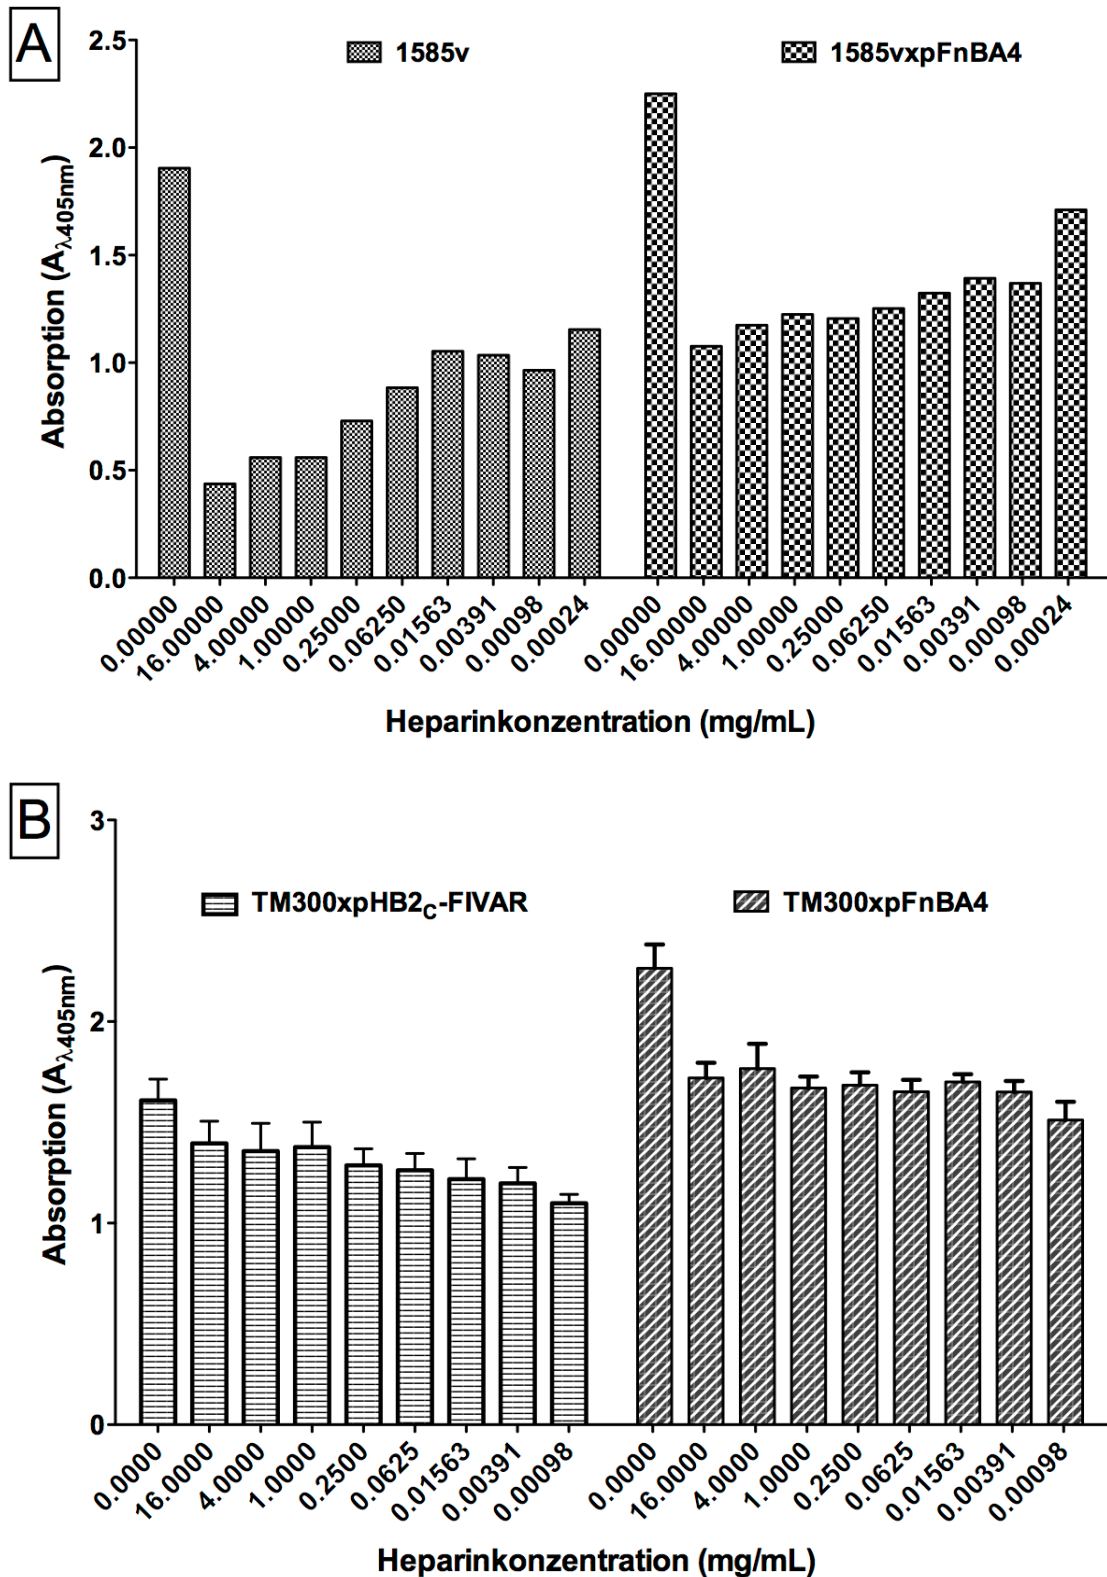 A
1585v
1585vxpFnBA4
Absorption (Aλ405nm)
2.5
2.0
1.5
1.0
0.5
0.0
0.00000 16.00000 4.00000 1.00000 0.25000 0.06250 0.01563 0.00391 0.00098 0.00024 0.00000 16.00000 4.00000 1.00000 0.25000 0.06250 0.01563 0.00391 0.00098 0.00024
Heparinkonzentration (mg/mL)
B
TM300xpHB2C-FIVAR
TM300xpFnBA4
Absorption (Aλ405nm)
3
2
1
0
0.0000 16.0000 4.0000 1.0000 0.2500 0.0625 0.01563 0.00391 0.00098 0.0000 16.0000 4.0000 1.0000 0.2500 0.0625 0.01563 0.00391 0.00098
Heparinkonzentration (mg/mL)